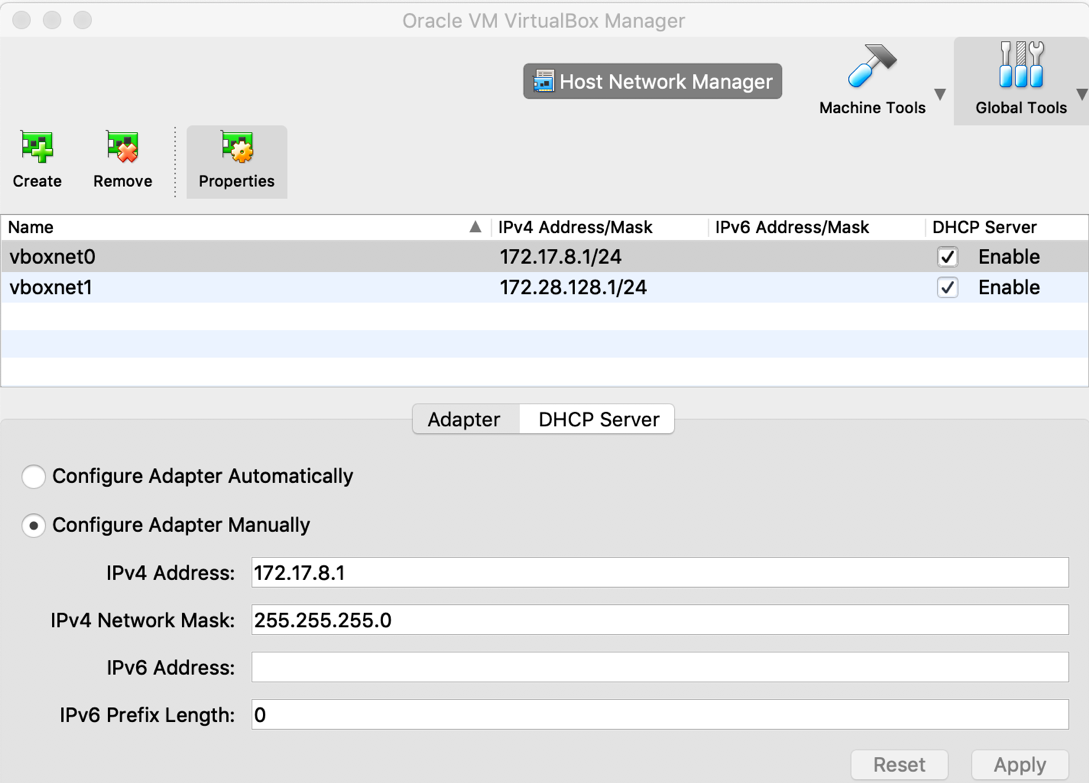 Oracle VM VirtualBox Manager
Host Network Manager
Machine Tools
Global Tools
Create Remove Properties
Name IPv4 Address/Mask IPv6 Address/Mask DHCP Server
vboxnet0 172.17.8.1/24 Enable
vboxnet1 172.28.128.1/24 Enable
Adapter DHCP Server
Configure Adapter Automatically
Configure Adapter Manually
IPv4 Address: 172.17.8.1
IPv4 Network Mask: 255.255.255.0
IPv6 Address:
IPv6 Prefix Length: 0
Reset Apply